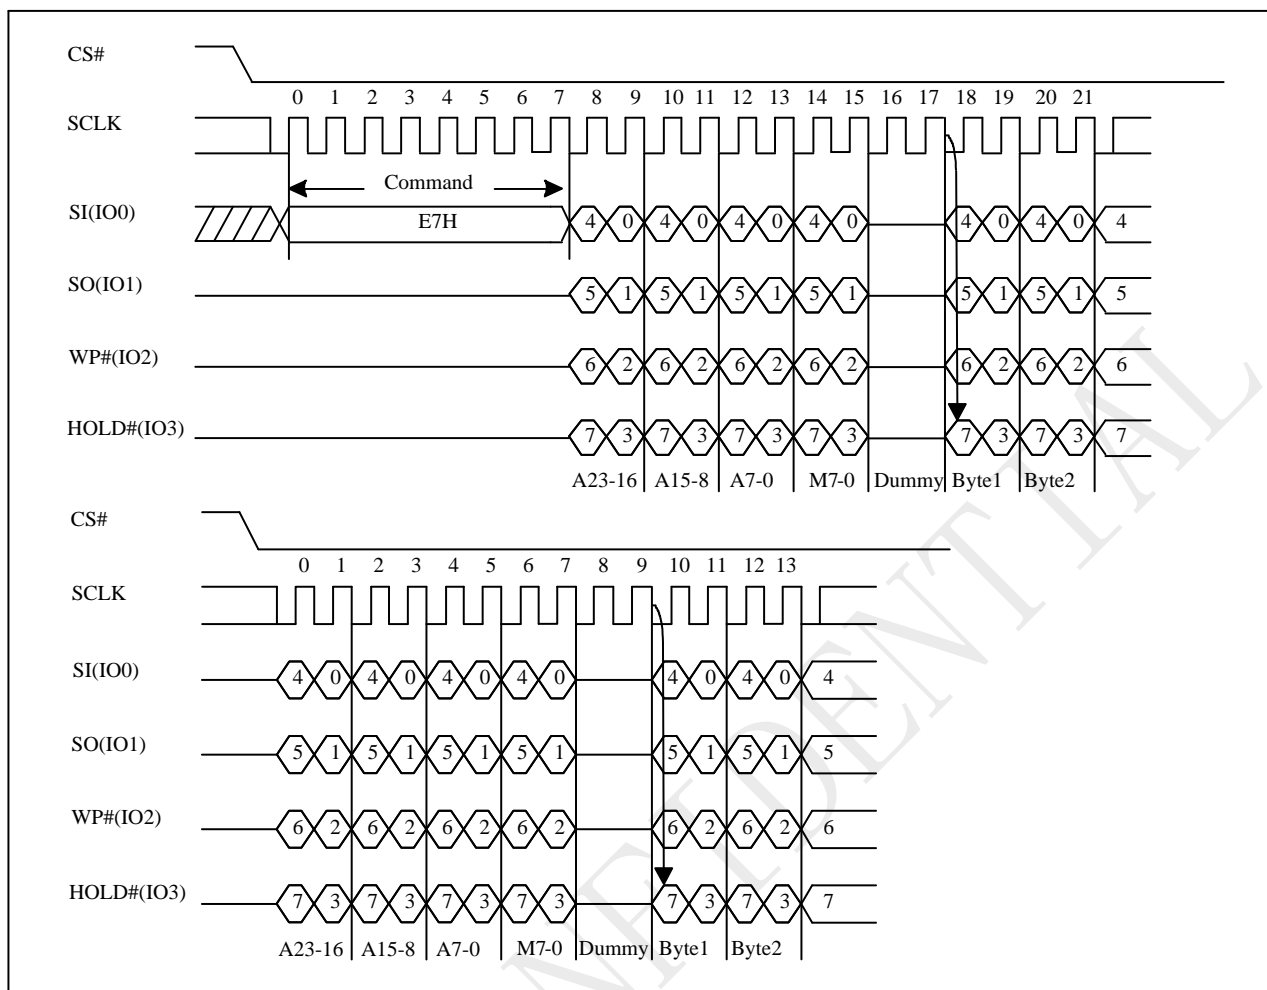 CS#
0 1 2 3 4 5 6 7 8 9 10 11 12 13 14 15 16 17 18 19 20 21
SCLK
Command
SI(IO0) E7H 4 0 4 0 4 0 4 0 4 0 4 0 4
SO(IO1) 5 1 5 1 5 1 5 1 5 1 5 1 5
WP#(IO2) 6 2 6 2 6 2 6 2 6 2 6 2 6
HOLD#(IO3) 7 3 7 3 7 3 7 3 7 3 7 3 7
A23-16 A15-8 A7-0 M7-0 Dummy Byte1 Byte2
CS#
0 1 2 3 4 5 6 7 8 9 10 11 12 13
SCLK
SI(IO0) 4 0 4 0 4 0 4 0 4 0 4 0 4
SO(IO1) 5 1 5 1 5 1 5 1 5 1 5 1 5
WP#(IO2) 6 2 6 2 6 2 6 2 6 2 6 2 6
HOLD#(IO3) 7 3 7 3 7 3 7 3 7 3 7 3 7
A23-16 A15-8 A7-0 M7-0 Dummy Byte1 Byte2
NFIDENTIAL